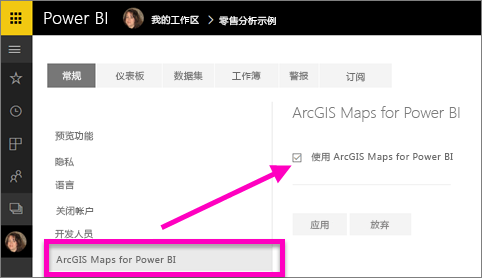 Power BI 我的工作区 > 零售分析示例
常规 仪表板 数据集 工作簿 警报 订阅
ArcGIS Maps for Power BI
预览功能
使用 ArcGIS Maps for Power BI
隐私
语言
关闭帐户
应用 放弃
开发人员
ArcGIS Maps for Power BI